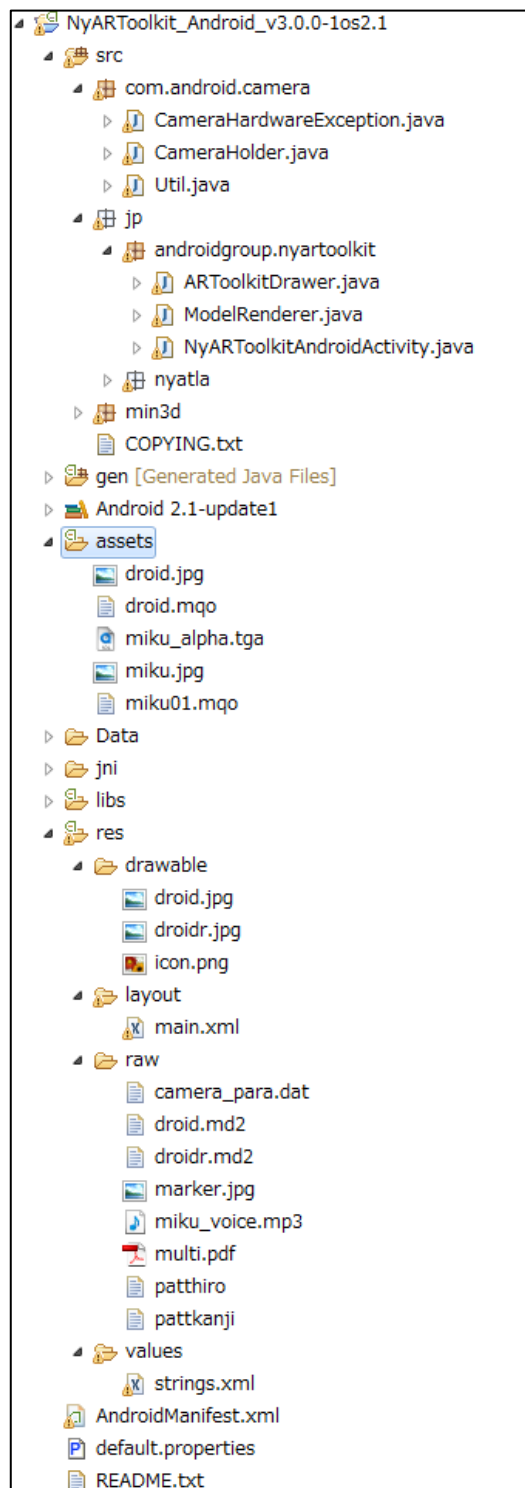 NyARToolkit_Android_v3.0.0-1os2.1
src
com.android.camera
CameraHardwareException.java
CameraHolder.java
Util.java
jp
androidgroup.nyartoolkit
ARToolkitDrawer.java
ModelRenderer.java
NyARToolkitAndroidActivity.java
nyatla
min3d
COPYING.txt
gen [Generated Java Files]
Android 2.1-update1
assets
droid.jpg
droid.mqo
miku_alpha.tga
miku.jpg
miku01.mqo
Data
jni
libs
res
drawable
droid.jpg
droidr.jpg
icon.png
layout
main.xml
raw
camera_para.dat
droid.md2
droidr.md2
marker.jpg
miku_voice.mp3
multi.pdf
patthiro
pattkanji
values
strings.xml
AndroidManifest.xml
default.properties
README.txt